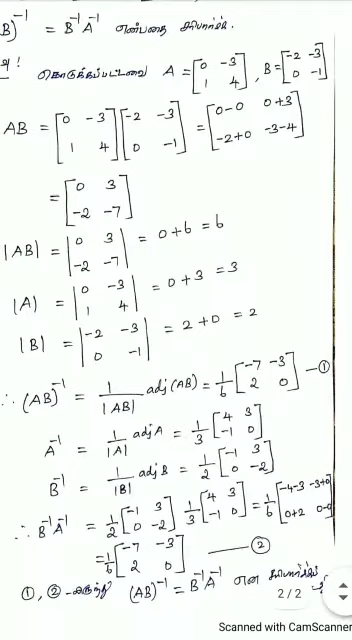 B)⁻¹ = B⁻¹A⁻¹ என்பதை சரிபார்க்க.
வு! கொடுக்கப்பட்டவை A = [0 -3; 1 4], B = [-2 -3; 0 -1]
AB = [0 -3; 1 4] [-2 -3; 0 -1] = [0-0 0+3; -2+0 -3-4]
= [0 3; -2 -7]
|AB| = |0 3; -2 -7| = 0+6 = 6
|A| = |0 -3; 1 4| = 0+3 = 3
|B| = |-2 -3; 0 -1| = 2+0 = 2
∴ (AB)⁻¹ = 1/|AB| adj(AB) = 1/6 [-7 -3; 2 0] —①
A⁻¹ = 1/|A| adj A = 1/3 [4 3; -1 0]
B⁻¹ = 1/|B| adj B = 1/2 [-1 3; 0 -2]
∴ B⁻¹A⁻¹ = 1/2 [-1 3; 0 -2] 1/3 [4 3; -1 0] = 1/6 [-4-3 -3+0; 0+2 0-0]
= 1/6 [-7 -3; 2 0] —②
①, ②-லிருந்து (AB)⁻¹ = B⁻¹A⁻¹ என
2/2
Scanned with CamScanner